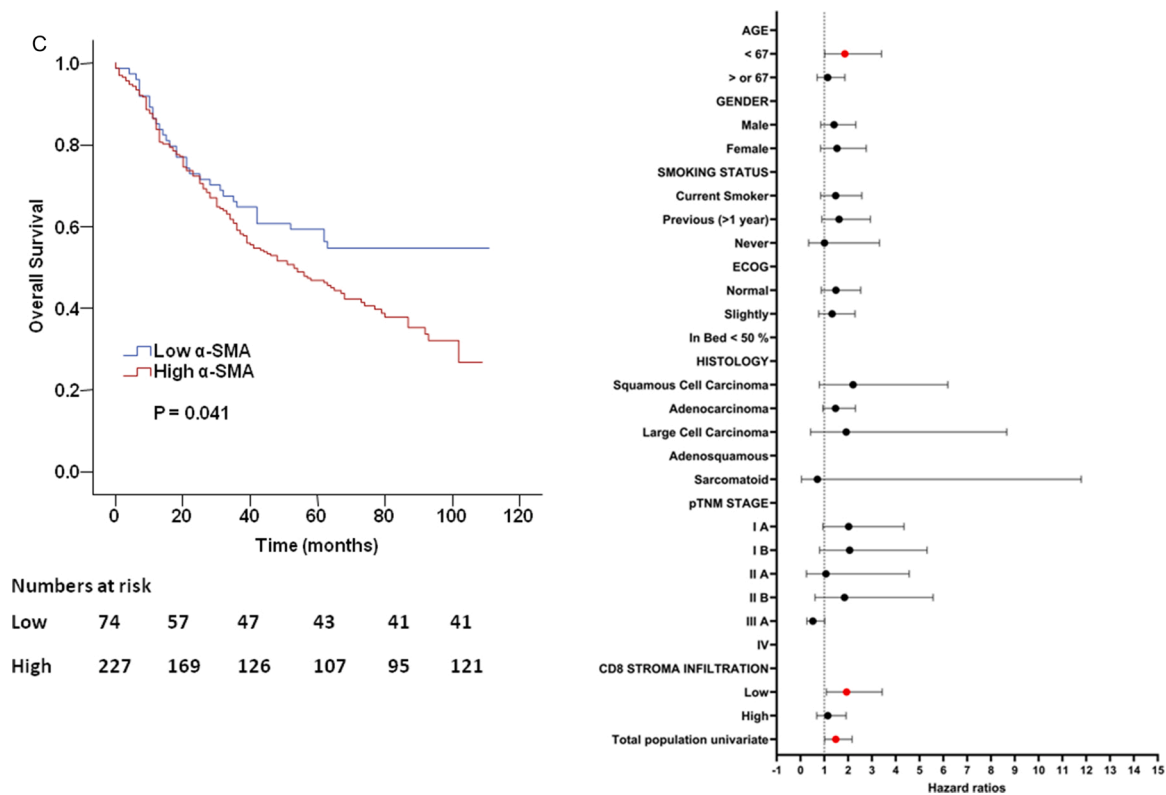 C
1.0
0.8
0.6
0.4
0.2
0.0
Overall Survival
Low α-SMA
High α-SMA
P = 0.041
0 20 40 60 80 100 120
Time (months)
Numbers at risk
Low 74 57 47 43 41 41
High 227 169 126 107 95 121
AGE
< 67
> or 67
GENDER
Male
Female
SMOKING STATUS
Current Smoker
Previous (>1 year)
Never
ECOG
Normal
Slightly
In Bed < 50 %
HISTOLOGY
Squamous Cell Carcinoma
Adenocarcinoma
Large Cell Carcinoma
Adenosquamous
Sarcomatoid
pTNM STAGE
I A
I B
II A
II B
III A
IV
CD8 STROMA INFILTRATION
Low
High
Total population univariate
-1 0 1 2 3 4 5 6 7 8 9 10 11 12 13 14 15
Hazard ratios